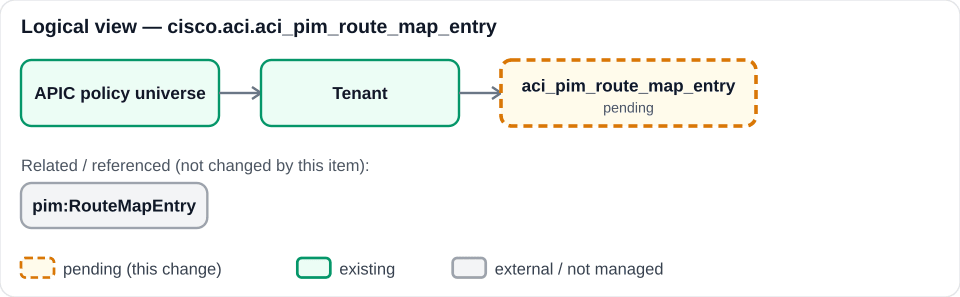 Logical view — cisco.aci.aci_pim_route_map_entry
APIC policy universe
Tenant
aci_pim_route_map_entry
pending
Related / referenced (not changed by this item):
pim:RouteMapEntry
pending (this change)
existing
external / not managed